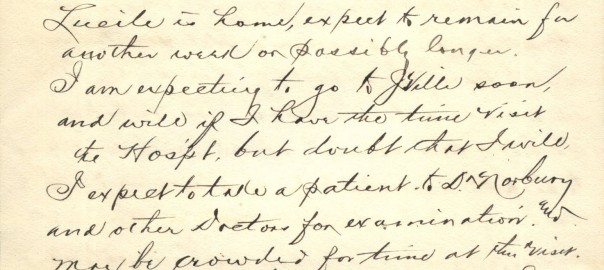 Lucile is home, expect to remain for
another week or possibly longer.
I am expecting to go to JVille soon,
and will if I have the time visit
the Hospt, but doubt that I will,
I expect to take a patient to Dr Norbury
and other Doctors for examination. and
may be crowded for time at this visit.